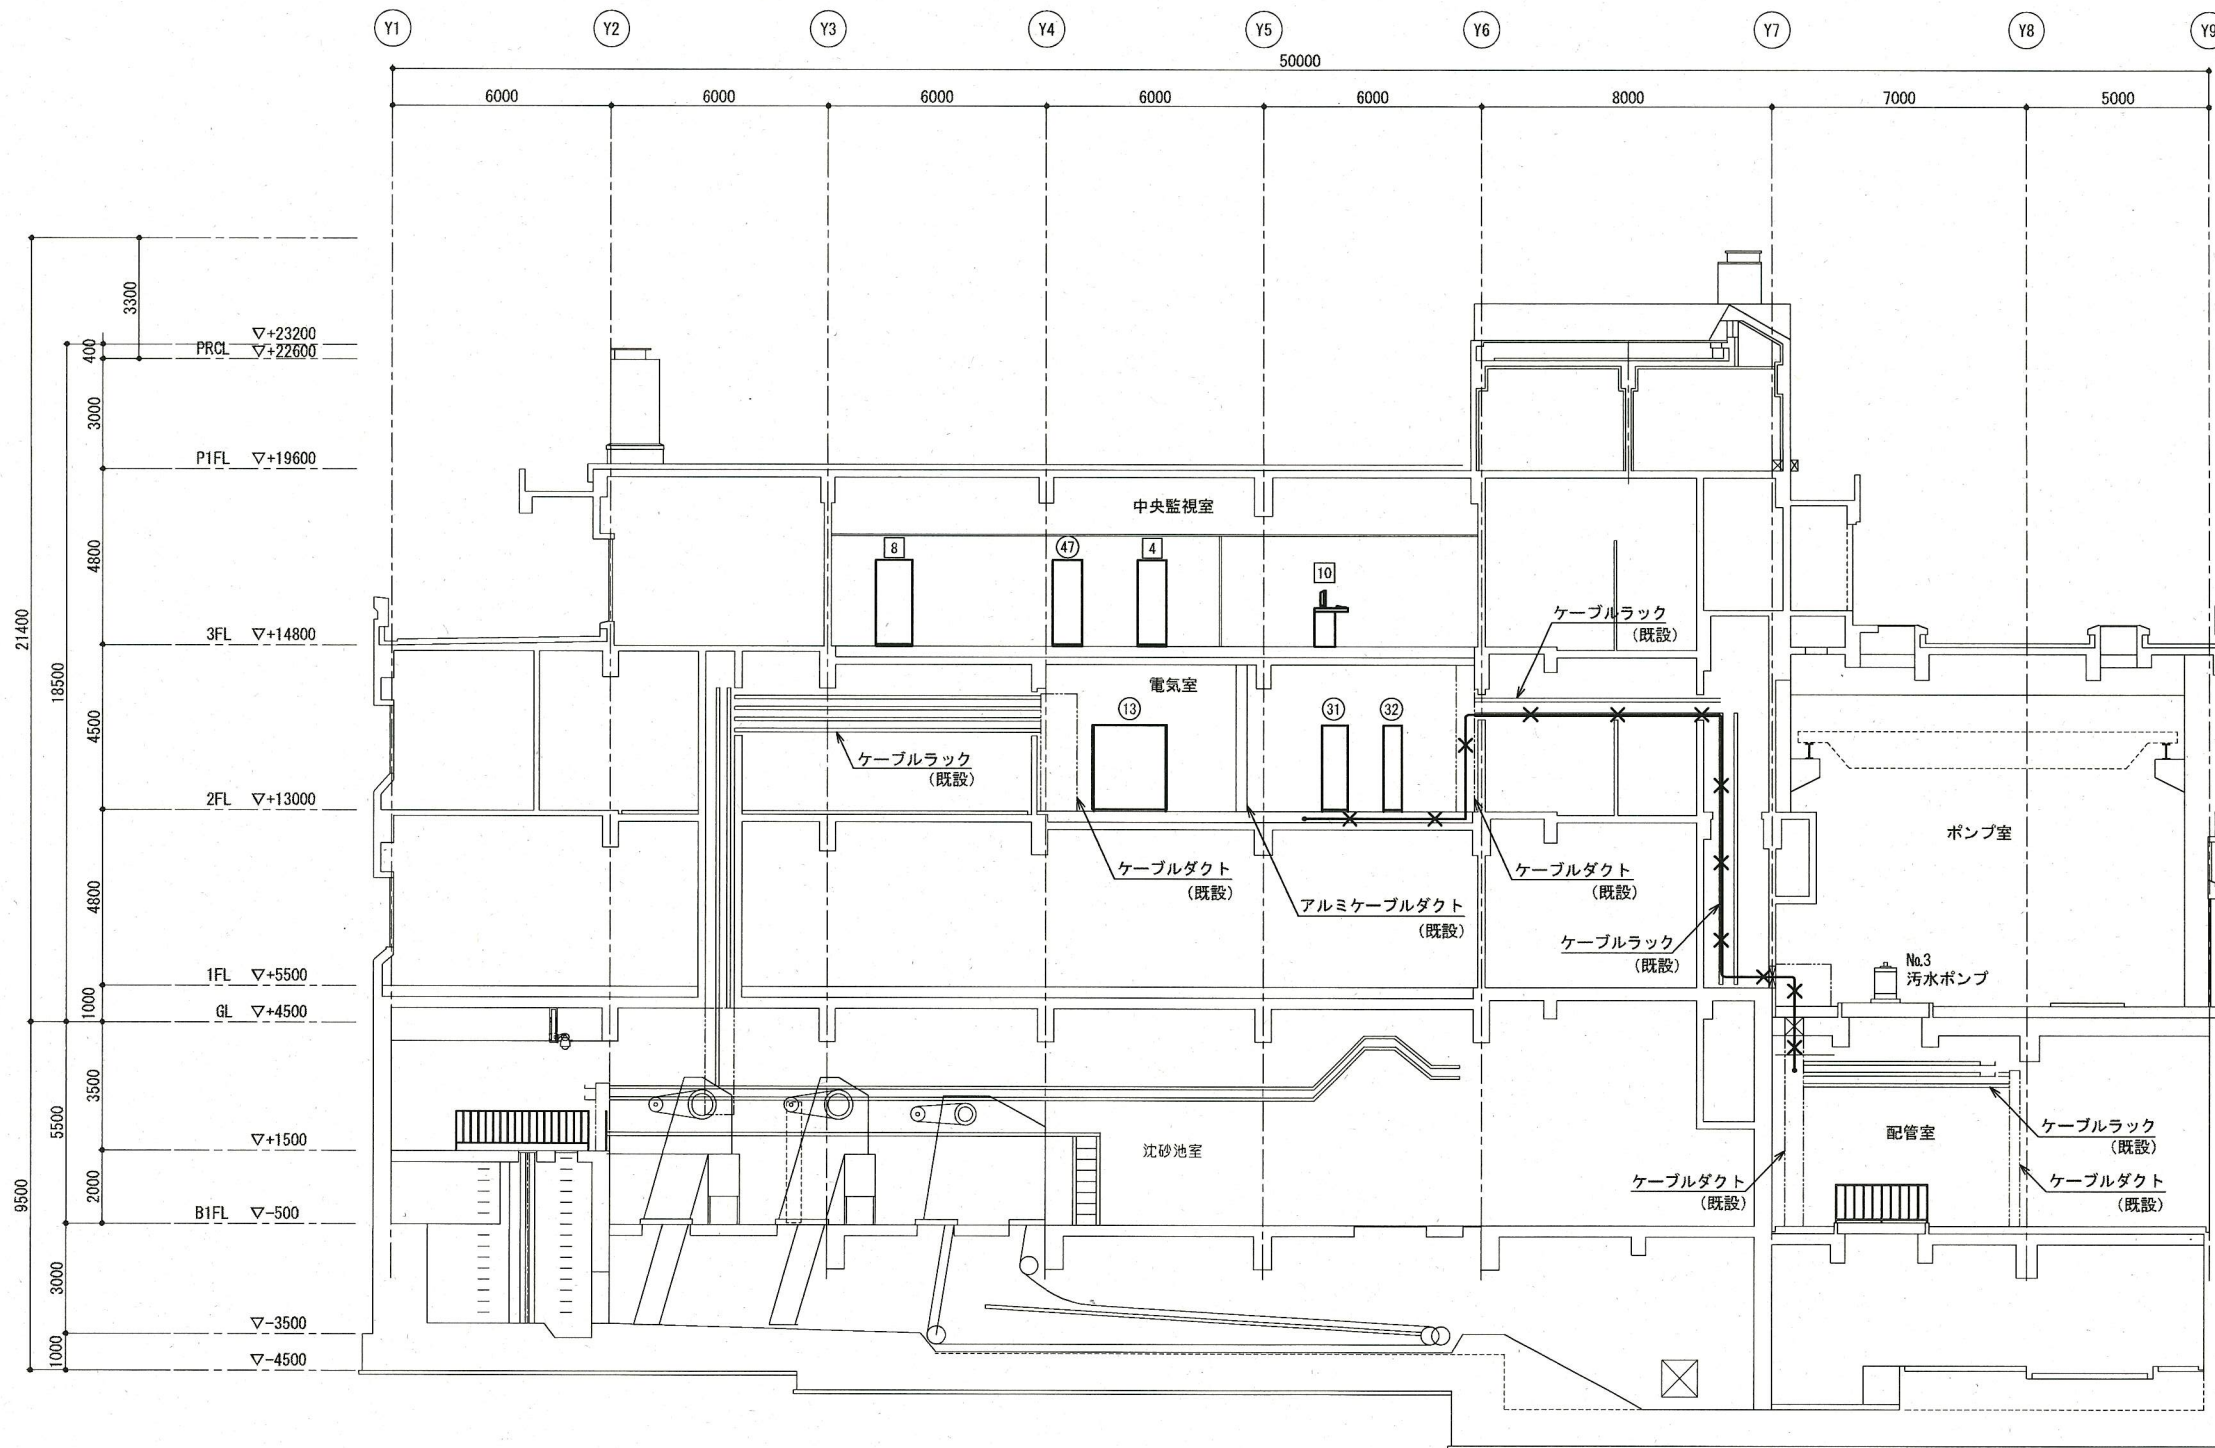 Y1 Y2 Y3 Y4 Y5 Y6 Y7 Y8 Y9
50000
6000 6000 6000 6000 6000 8000 7000 5000
3300
400
▽+23200
PRCL ▽+22600
3000
P1FL ▽+19600
4800
3FL ▽+14800
21400
18500
4500
2FL ▽+13000
4800
1FL ▽+5500
1000
GL ▽+4500
3500
5500
▽+1500
2000
9500
B1FL ▽-500
3000
▽-3500
1000
▽-4500
中央監視室
8 47 4
10
ケーブルラック
(既設)
電気室
13 31 32
ケーブルラック
(既設)
ケーブルダクト
(既設)
アルミケーブルダクト
(既設)
ケーブルダクト
(既設)
ケーブルラック
(既設)
ポンプ室
No.3
汚水ポンプ
沈砂池室
配管室
ケーブルラック
(既設)
ケーブルダクト
(既設)
ケーブルダクト
(既設)